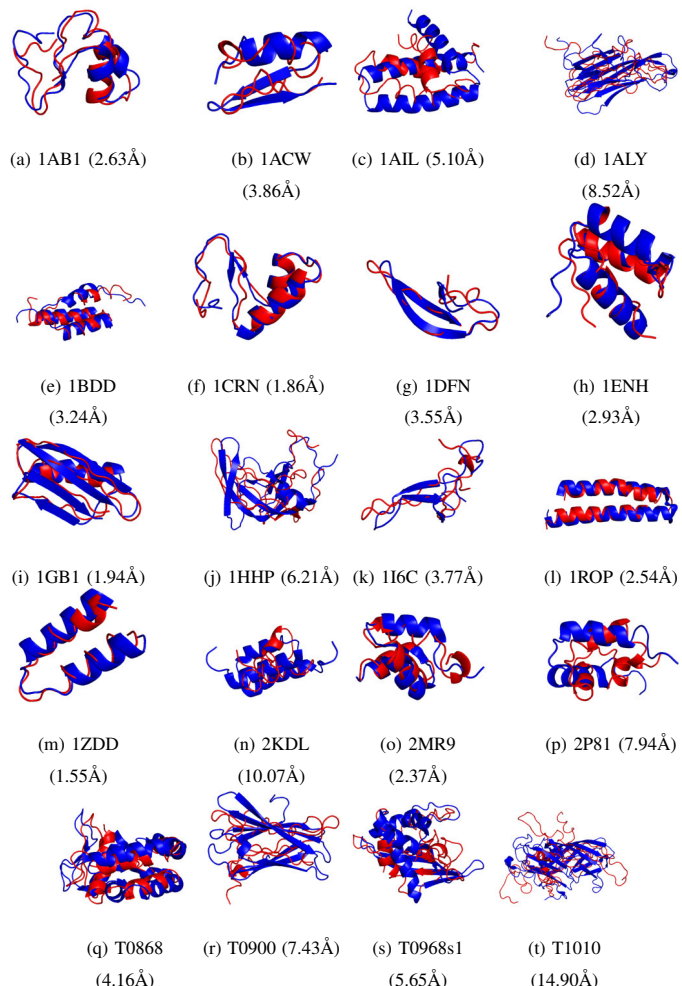 (a) 1AB1 (2.63Å)
(b) 1ACW
(3.86Å)
(c) 1AIL (5.10Å)
(d) 1ALY
(8.52Å)
(e) 1BDD
(3.24Å)
(f) 1CRN (1.86Å)
(g) 1DFN
(3.55Å)
(h) 1ENH
(2.93Å)
(i) 1GB1 (1.94Å)
(j) 1HHP (6.21Å)
(k) 1I6C (3.77Å)
(l) 1ROP (2.54Å)
(m) 1ZDD
(1.55Å)
(n) 2KDL
(10.07Å)
(o) 2MR9
(2.37Å)
(p) 2P81 (7.94Å)
(q) T0868
(4.16Å)
(r) T0900 (7.43Å)
(s) T0968s1
(5.65Å)
(t) T1010
(14.90Å)